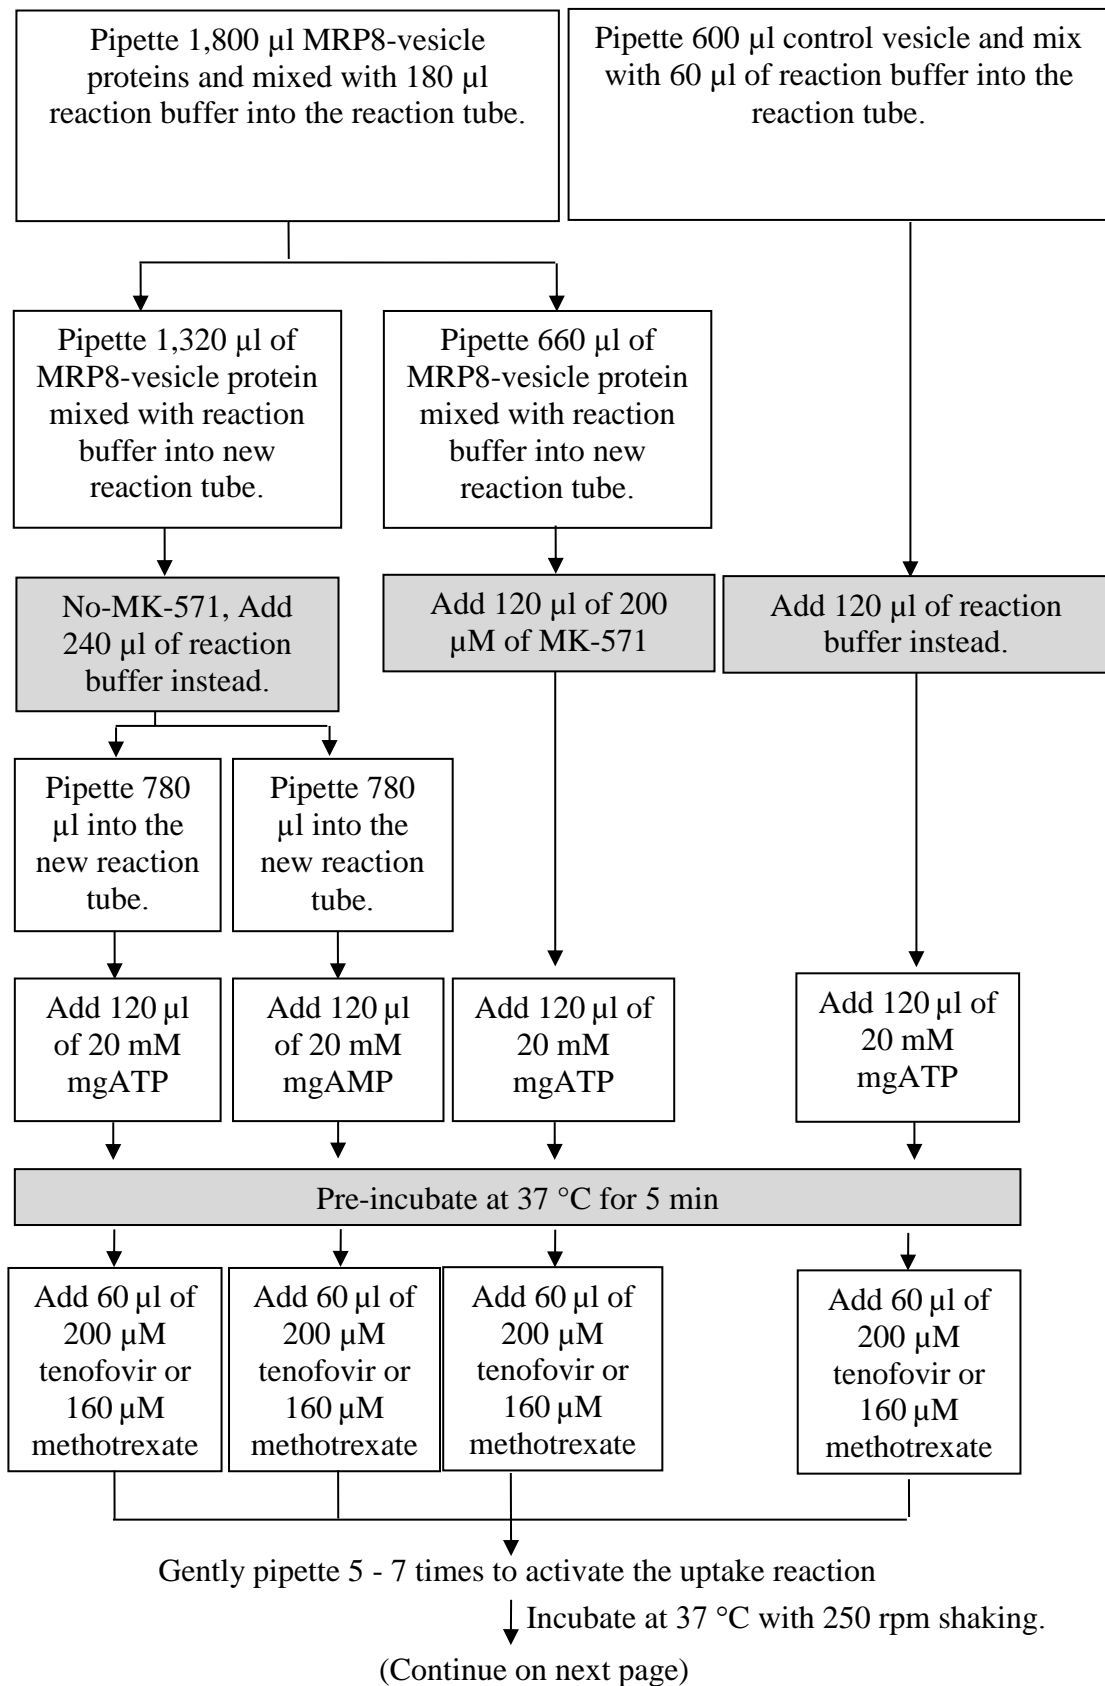 Pipette 1,800 µl MRP8-vesicle
proteins and mixed with 180 µl
reaction buffer into the reaction tube.
Pipette 600 µl control vesicle and mix
with 60 µl of reaction buffer into the
reaction tube.
Pipette 1,320 µl of
MRP8-vesicle protein
mixed with reaction
buffer into new
reaction tube.
Pipette 660 µl of
MRP8-vesicle protein
mixed with reaction
buffer into new
reaction tube.
No-MK-571, Add
240 µl of reaction
buffer instead.
Add 120 µl of 200
µM of MK-571
Add 120 µl of reaction
buffer instead.
Pipette 780
µl into the
new reaction
tube.
Pipette 780
µl into the
new reaction
tube.
Add 120 µl
of 20 mM
mgATP
Add 120 µl
of 20 mM
mgAMP
Add 120 µl of
20 mM
mgATP
Add 120 µl of
20 mM
mgATP
Pre-incubate at 37 °C for 5 min
Add 60 µl of
200 µM
tenofovir or
160 µM
methotrexate
Add 60 µl of
200 µM
tenofovir or
160 µM
methotrexate
Add 60 µl of
200 µM
tenofovir or
160 µM
methotrexate
Add 60 µl of
200 µM
tenofovir or
160 µM
methotrexate
Gently pipette 5 - 7 times to activate the uptake reaction
Incubate at 37 °C with 250 rpm shaking.
(Continue on next page)